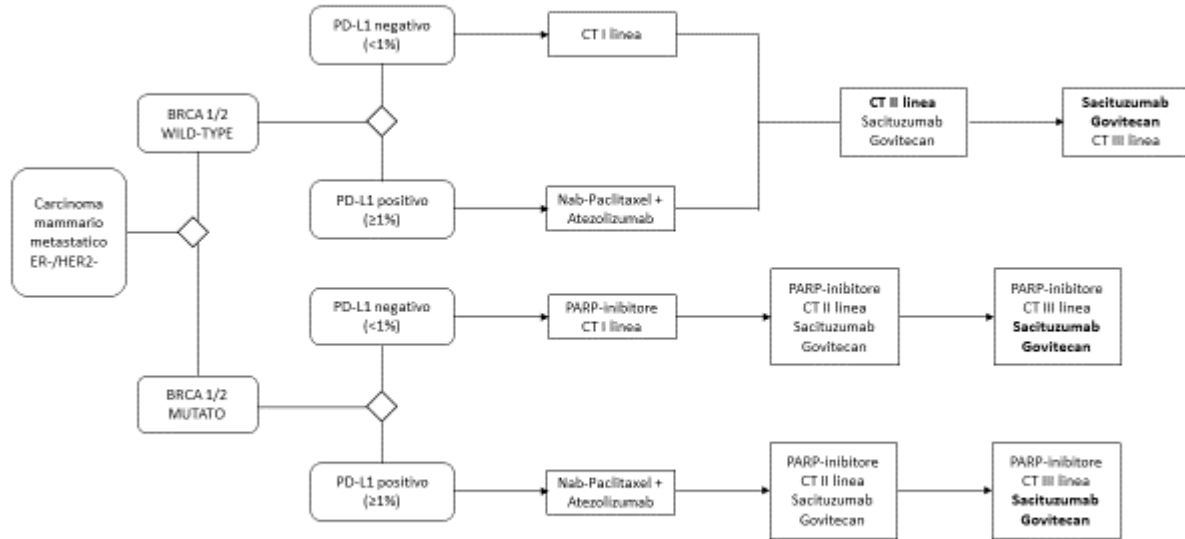 PD-L1 negativo
(<1%)
CT I linea
BRCA 1/2
WILD-TYPE
CT II linea
Sacituzumab
Govitecan
Sacituzumab
Govitecan
CT III linea
PD-L1 positivo
(≥1%)
Nab-Paclitaxel +
Atezolizumab
Carcinoma
mammario
metastatico
ER-/HER2-
PD-L1 negativo
(<1%)
PARP-inibitore
CT I linea
PARP-inibitore
CT II linea
Sacituzumab
Govitecan
PARP-inibitore
CT III linea
Sacituzumab
Govitecan
BRCA 1/2
MUTATO
PD-L1 positivo
(≥1%)
Nab-Paclitaxel +
Atezolizumab
PARP-inibitore
CT II linea
Sacituzumab
Govitecan
PARP-inibitore
CT III linea
Sacituzumab
Govitecan